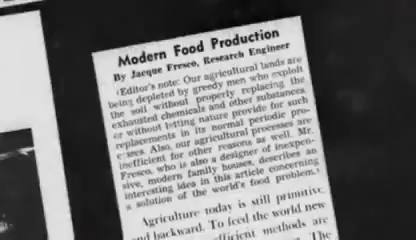 Modern Food Production
By Jacque Fresco, Research Engineer
(Editor's note: Our agricultural lands are
being depleted by greedy men who exploit
the soil without properly replacing the
exhausted chemicals and other substances
or without letting nature provide for such
replacements in its normal periodic pro-
cesses. Also, our agricultural processes are
inefficient for other reasons as well. Mr.
Fresco, who is also a designer of inexpen-
sive, modern family houses, describes an
interesting idea in this article concerning
a solution of the world's food problem.)
Agriculture today is still primitive
and backward. To feed the world new
efficient methods are
The